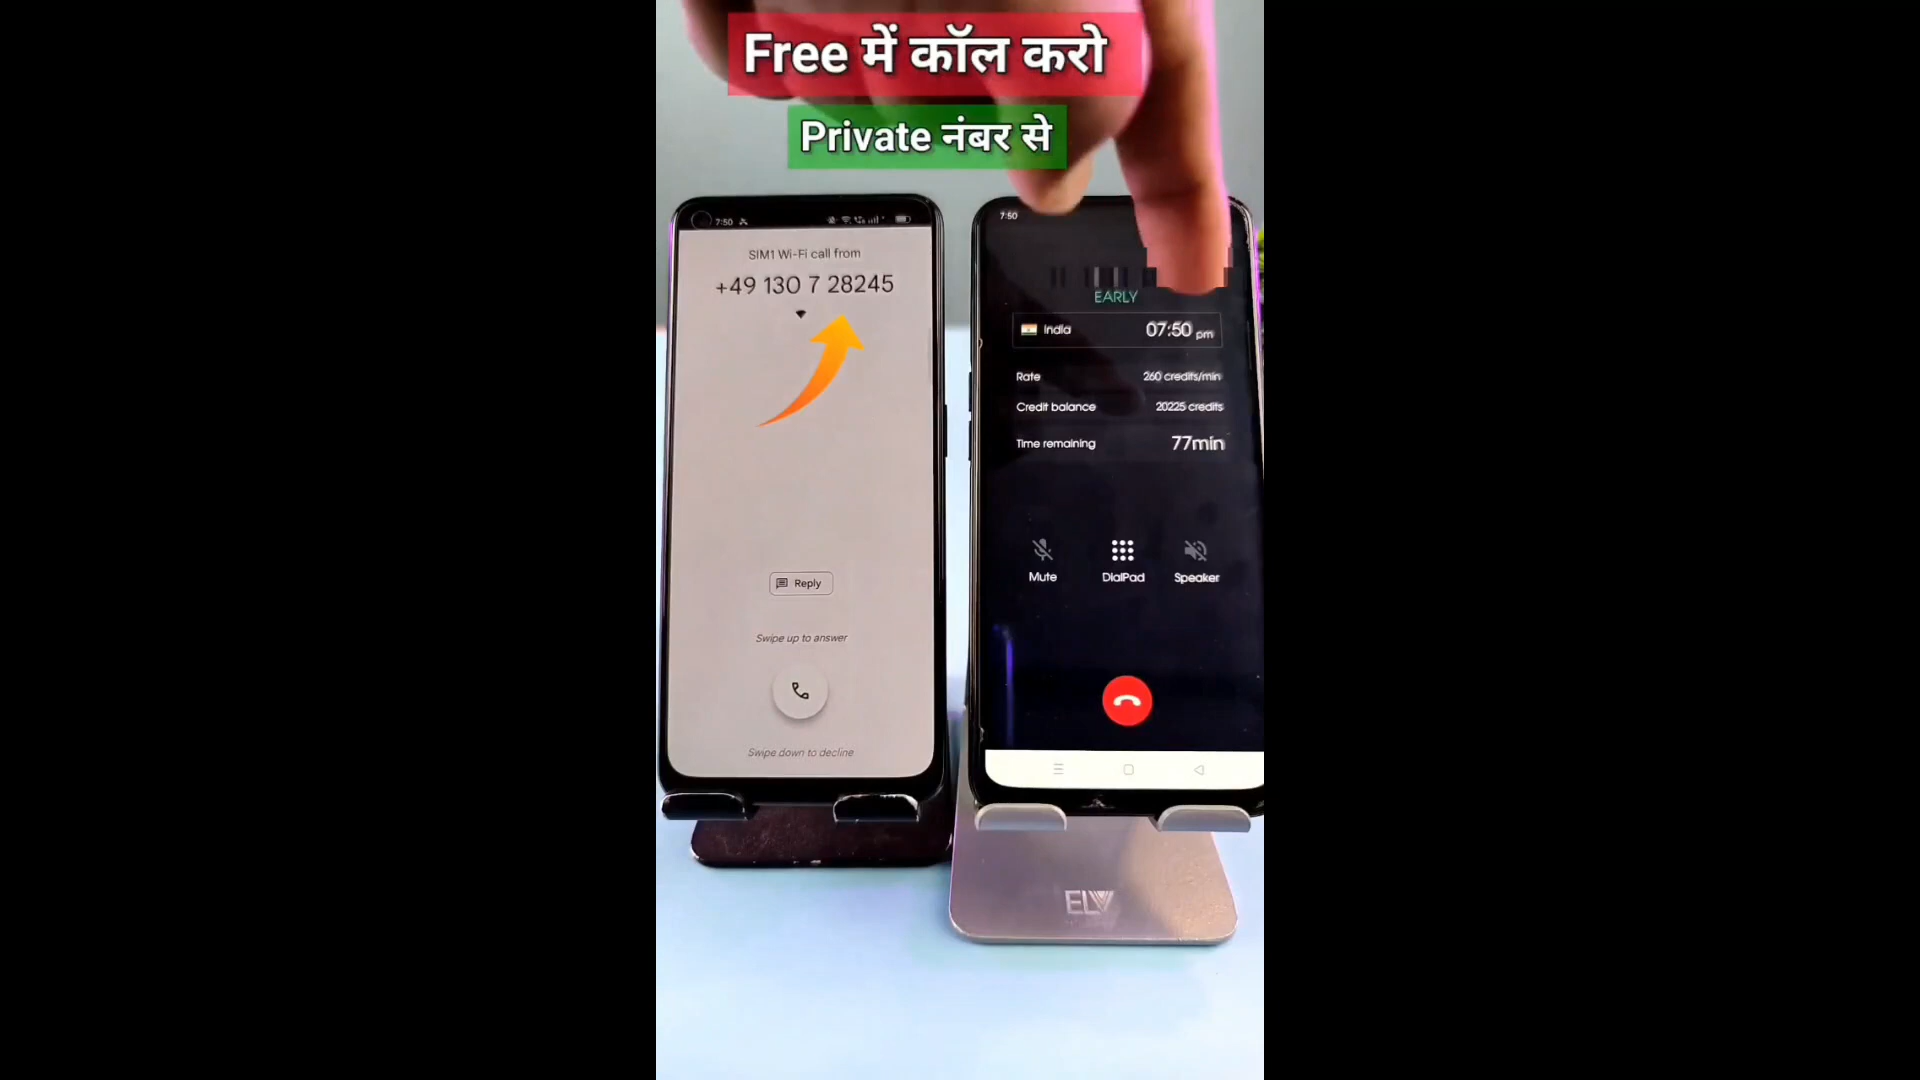 Free में कॉल करो
Private नंबर से
7:50
SIM1 Wi-Fi call from
+49 130 7 28245
Reply
Swipe up to answer
Swipe down to decline
7:50
EARLY
India 07:50 pm
Rate 260 credits/min
Credit balance 20225 credits
Time remaining 77min
Mute DialPad Speaker
ELV